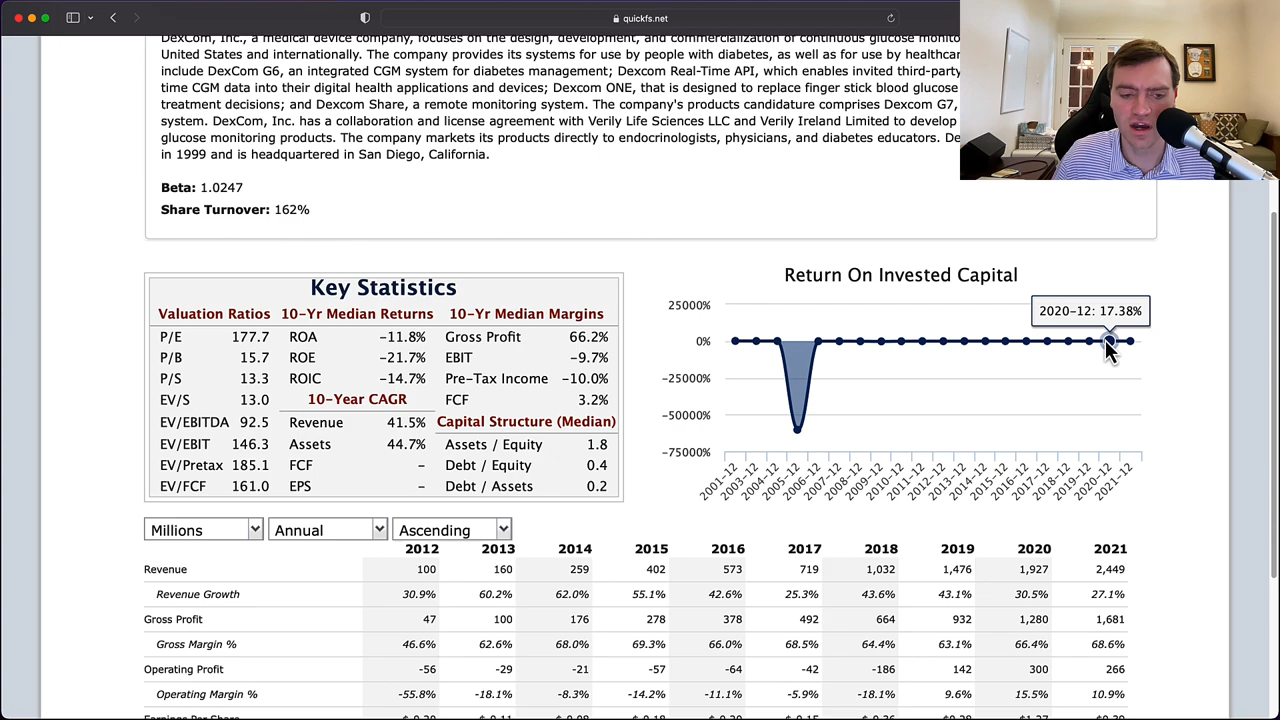 quickfs.net
DexCom, Inc., a medical device company, focuses on the design, development, and commercialization of continuous glucose monito
United States and internationally. The company provides its systems for use by people with diabetes, as well as for use by healthcar
include DexCom G6, an integrated CGM system for diabetes management; Dexcom Real-Time API, which enables invited third-party
time CGM data into their digital health applications and devices; Dexcom ONE, that is designed to replace finger stick blood glucose
treatment decisions; and Dexcom Share, a remote monitoring system. The company's products candidature comprises Dexcom G7,
system. DexCom, Inc. has a collaboration and license agreement with Verily Life Sciences LLC and Verily Ireland Limited to develop
glucose monitoring products. The company markets its products directly to endocrinologists, physicians, and diabetes educators. De
in 1999 and is headquartered in San Diego, California.
Beta: 1.0247
Share Turnover: 162%
Key Statistics
Valuation Ratios 10-Yr Median Returns 10-Yr Median Margins
P/E 177.7 ROA -11.8% Gross Profit 66.2%
P/B 15.7 ROE -21.7% EBIT -9.7%
P/S 13.3 ROIC -14.7% Pre-Tax Income -10.0%
EV/S 13.0 10-Year CAGR FCF 3.2%
EV/EBITDA 92.5 Revenue 41.5% Capital Structure (Median)
EV/EBIT 146.3 Assets 44.7% Assets / Equity 1.8
EV/Pretax 185.1 FCF – Debt / Equity 0.4
EV/FCF 161.0 EPS – Debt / Assets 0.2
Return On Invested Capital
2020-12: 17.38%
25000%
0%
-25000%
-50000%
-75000%
2001-12 2003-12 2004-12 2005-12 2006-12 2007-12 2008-12 2009-12 2010-12 2011-12 2012-12 2013-12 2014-12 2015-12 2016-12 2017-12 2018-12 2019-12 2020-12 2021-12
Millions Annual Ascending
2012 2013 2014 2015 2016 2017 2018 2019 2020 2021
Revenue 100 160 259 402 573 719 1,032 1,476 1,927 2,449
Revenue Growth 30.9% 60.2% 62.0% 55.1% 42.6% 25.3% 43.6% 43.1% 30.5% 27.1%
Gross Profit 47 100 176 278 378 492 664 932 1,280 1,681
Gross Margin % 46.6% 62.6% 68.0% 69.3% 66.0% 68.5% 64.4% 63.1% 66.4% 68.6%
Operating Profit -56 -29 -21 -57 -64 -42 -186 142 300 266
Operating Margin % -55.8% -18.1% -8.3% -14.2% -11.1% -5.9% -18.1% 9.6% 15.5% 10.9%